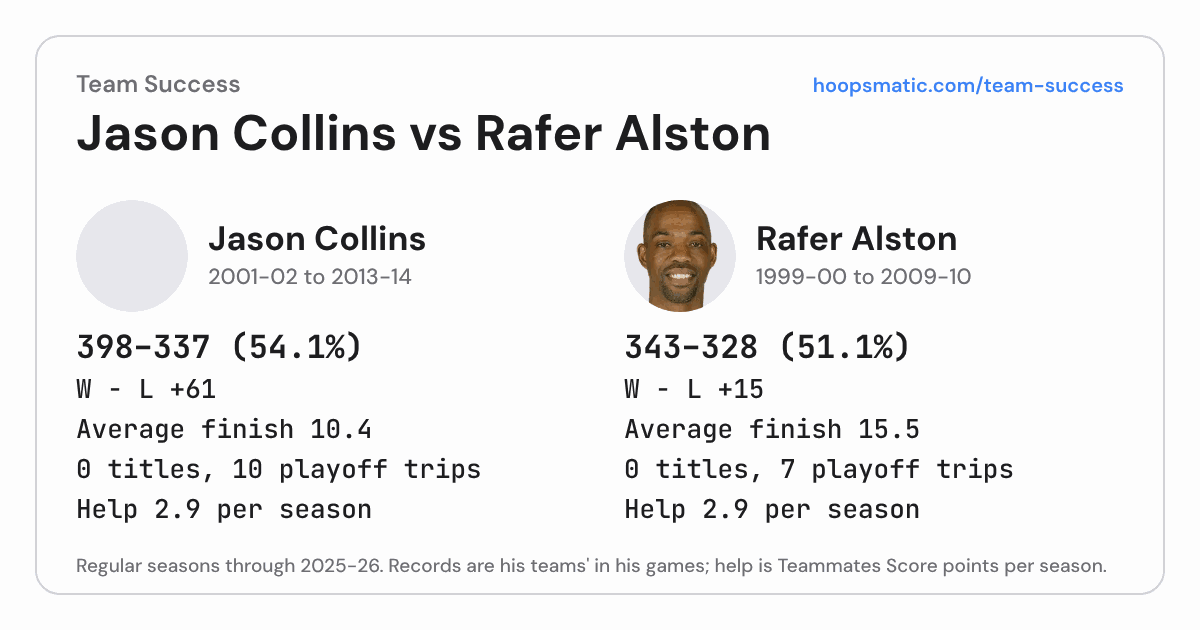 Team Success
hoopsmatic.com/team-success
Jason Collins vs Rafer Alston
Jason Collins
2001-02 to 2013-14
398-337 (54.1%)
W - L +61
Average finish 10.4
0 titles, 10 playoff trips
Help 2.9 per season
Rafer Alston
1999-00 to 2009-10
343-328 (51.1%)
W - L +15
Average finish 15.5
0 titles, 7 playoff trips
Help 2.9 per season
Regular seasons through 2025-26. Records are his teams' in his games; help is Teammates Score points per season.